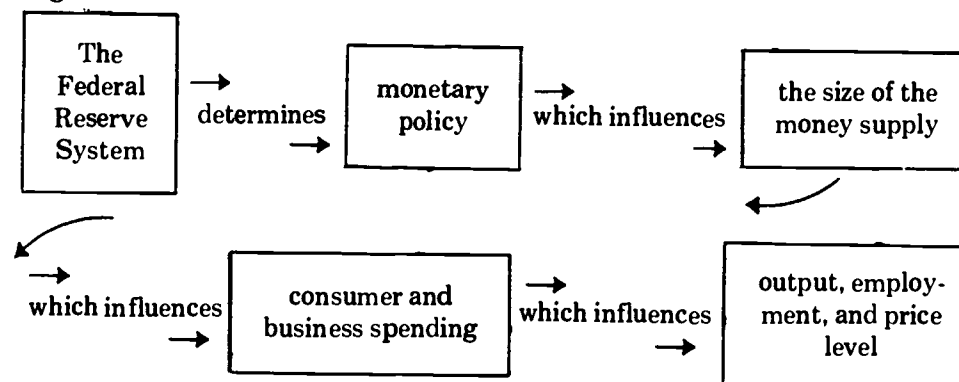 The
Federal
Reserve
System
determines
monetary
policy
which influences
the size of the
money supply
which influences
consumer and
business spending
which influences
output, employ-
ment, and price
level